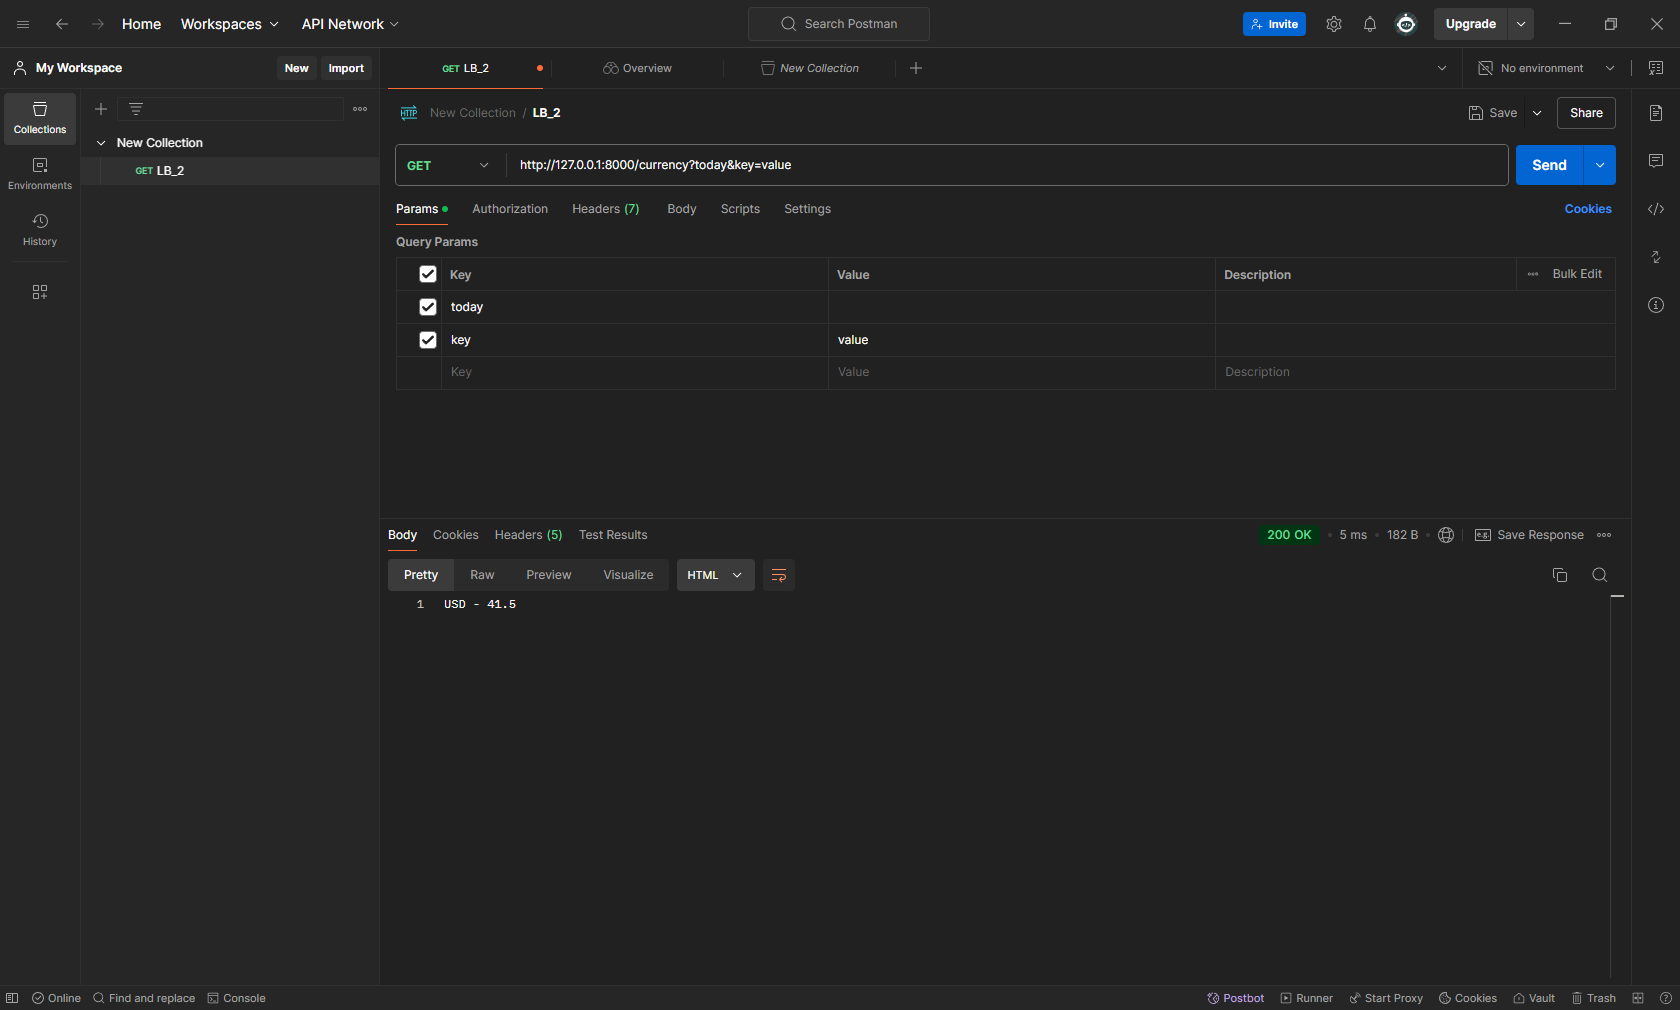 Home Workspaces API Network Search Postman Invite Upgrade
My Workspace New Import GET LB_2 Overview New Collection No environment
Collections
Environments
History
New Collection
GET LB_2
HTTP New Collection / LB_2 Save Share
GET http://127.0.0.1:8000/currency?today&key=value Send
Params Authorization Headers (7) Body Scripts Settings Cookies
Query Params
Key Value Description Bulk Edit
today
key value
Key Value Description
Body Cookies Headers (5) Test Results 200 OK 5 ms 182 B e.g. Save Response
Pretty Raw Preview Visualize HTML
1 USD - 41.5
Online Find and replace Console Postbot Runner Start Proxy Cookies Vault Trash